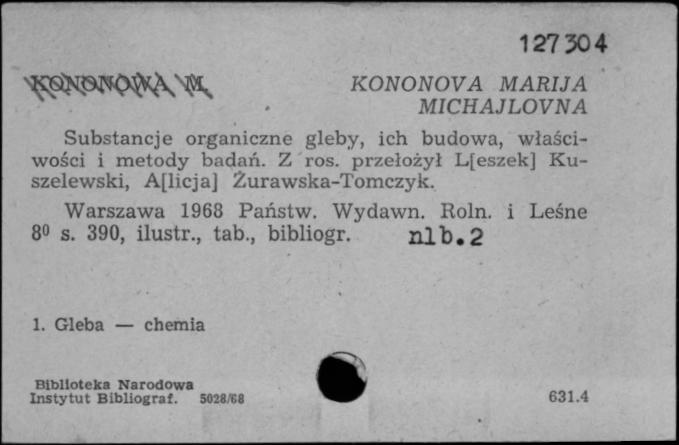 127304
KONONOWA M. KONONOVA MARIJA
MICHAJLOVNA
Substancje organiczne gleby, ich budowa, właści-
wości i metody badań. Z ros. przełożył L[eszek] Ku-
szelewski, A[licja] Żurawska-Tomczyk.
Warszawa 1968 Państw. Wydawn. Roln. i Leśne
8⁰ s. 390, ilustr., tab., bibliogr. nlb.2
1. Gleba — chemia
Biblioteka Narodowa
Instytut Bibliograf. 5028/68 631.4